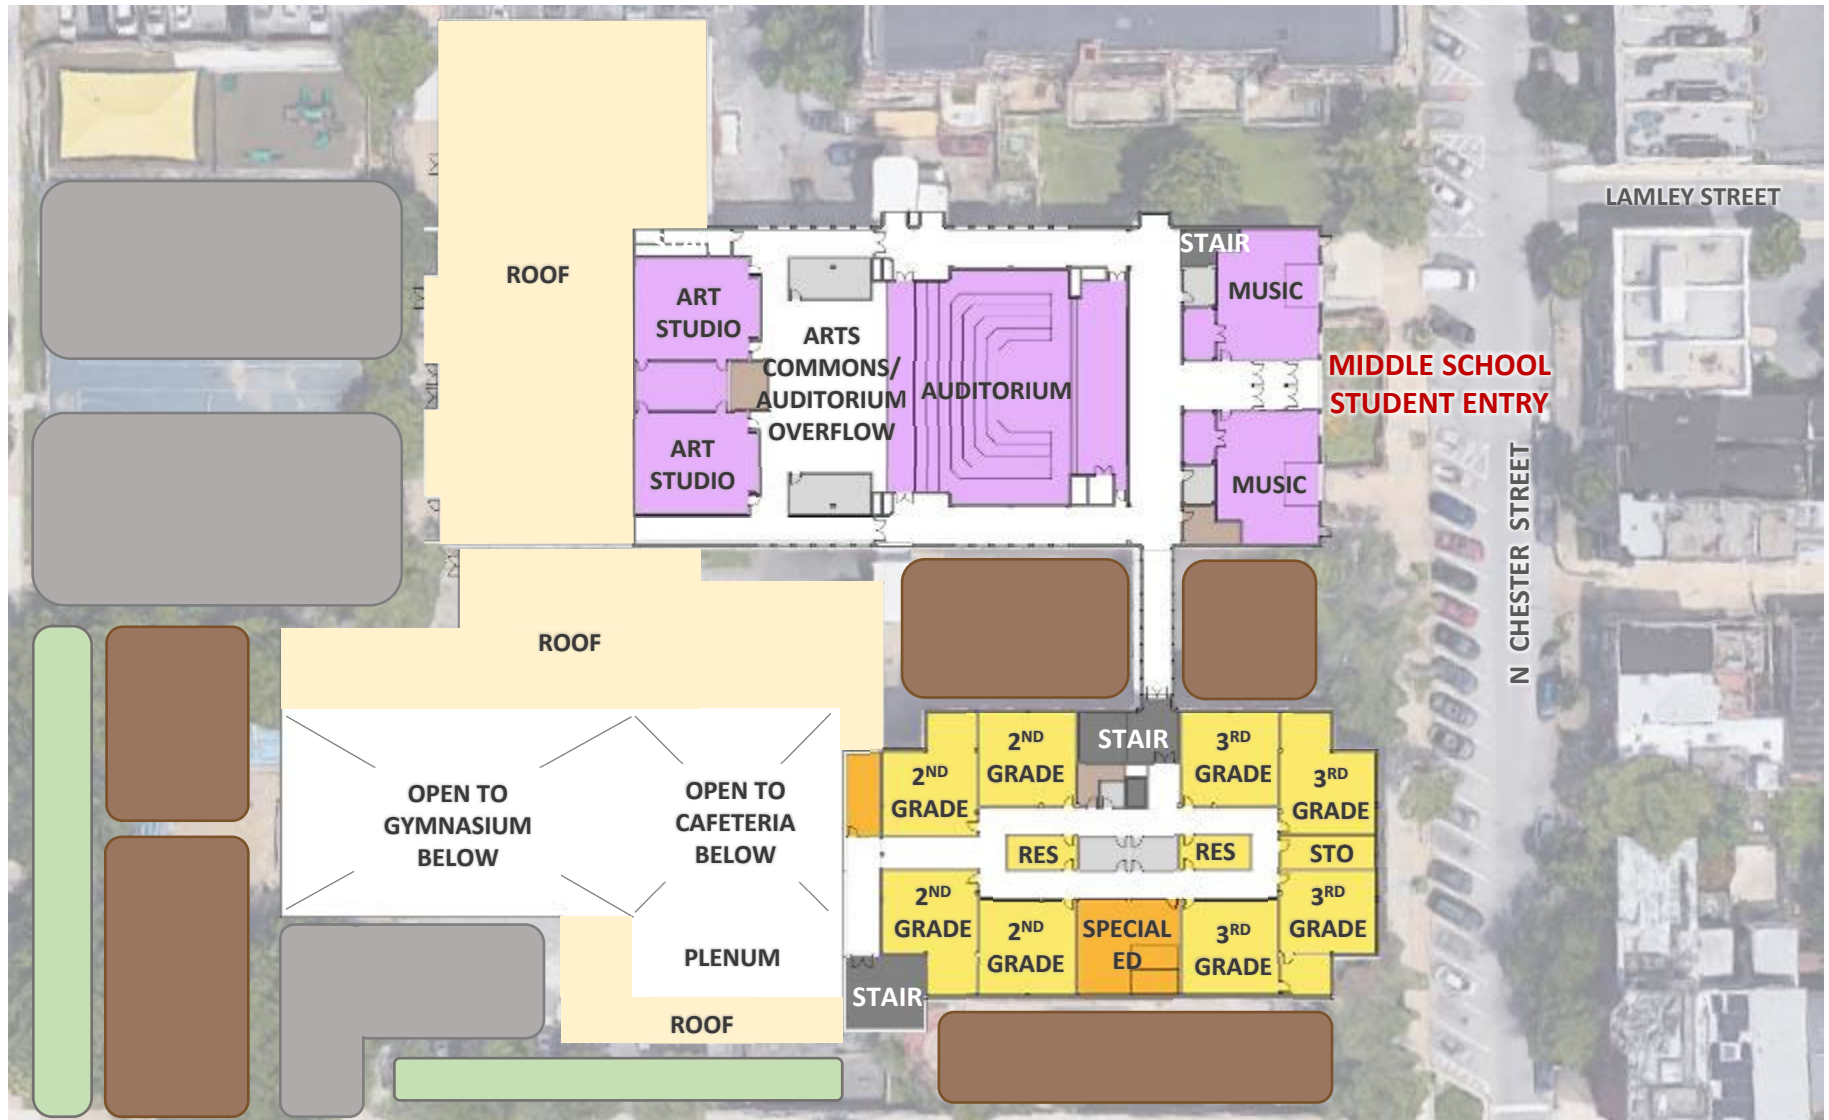 LAMLEY STREET
STAIR
STAIR
ROOF
ART
STUDIO
MUSIC
ARTS
COMMONS/
AUDITORIUM
OVERFLOW
AUDITORIUM
MIDDLE SCHOOL
STUDENT ENTRY
ART
STUDIO
MUSIC
N CHESTER STREET
ROOF
2ND
GRADE
2ND
GRADE
STAIR
3RD
GRADE
3RD
GRADE
OPEN TO
GYMNASIUM
BELOW
OPEN TO
CAFETERIA
BELOW
RES
RES
STO
2ND
GRADE
2ND
GRADE
SPECIAL
ED
3RD
GRADE
3RD
GRADE
PLENUM
STAIR
ROOF